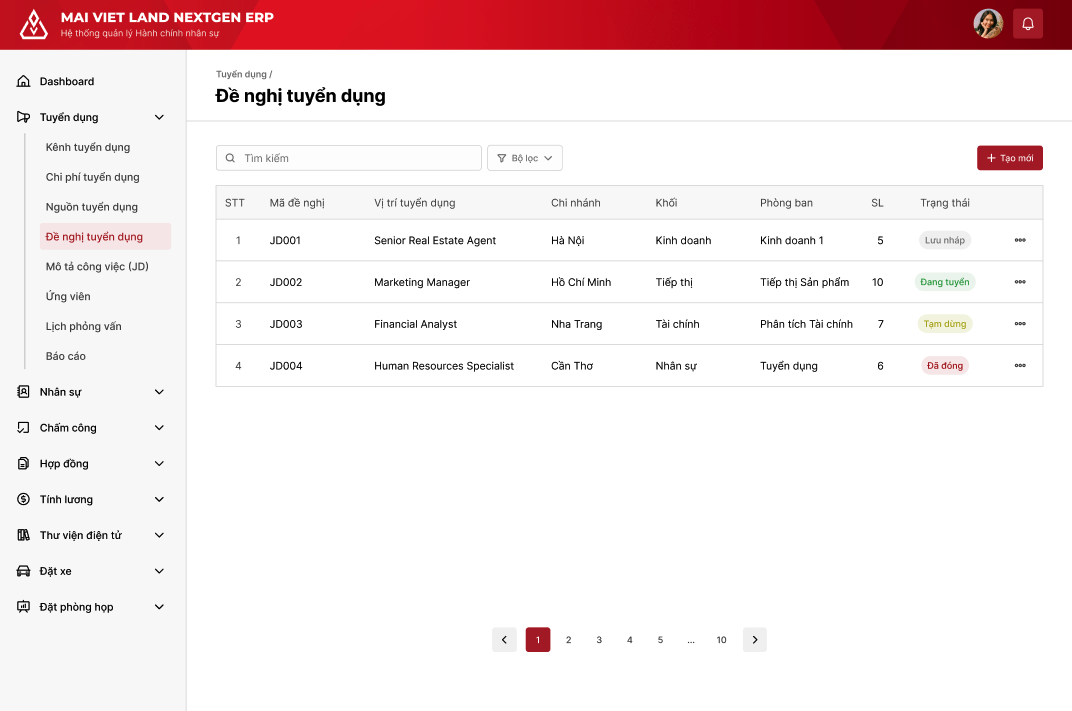 MAI VIET LAND NEXTGEN ERP
Hệ thống quản lý Hành chính nhân sự
Dashboard
Tuyển dụng
Kênh tuyển dụng
Chi phí tuyển dụng
Nguồn tuyển dụng
Đề nghị tuyển dụng
Mô tả công việc (JD)
Ứng viên
Lịch phỏng vấn
Báo cáo
Nhân sự
Chấm công
Hợp đồng
Tính lương
Thư viện điện tử
Đặt xe
Đặt phòng họp
Tuyển dụng /
Đề nghị tuyển dụng
Tìm kiếm Bộ lọc Tạo mới
STT Mã đề nghị Vị trí tuyển dụng Chi nhánh Khối Phòng ban SL Trạng thái
1 JD001 Senior Real Estate Agent Hà Nội Kinh doanh Kinh doanh 1 5 Lưu nháp
2 JD002 Marketing Manager Hồ Chí Minh Tiếp thị Tiếp thị Sản phẩm 10 Đang tuyển
3 JD003 Financial Analyst Nha Trang Tài chính Phân tích Tài chính 7 Tạm dừng
4 JD004 Human Resources Specialist Cần Thơ Nhân sự Tuyển dụng 6 Đã đóng
1 2 3 4 5 ... 10